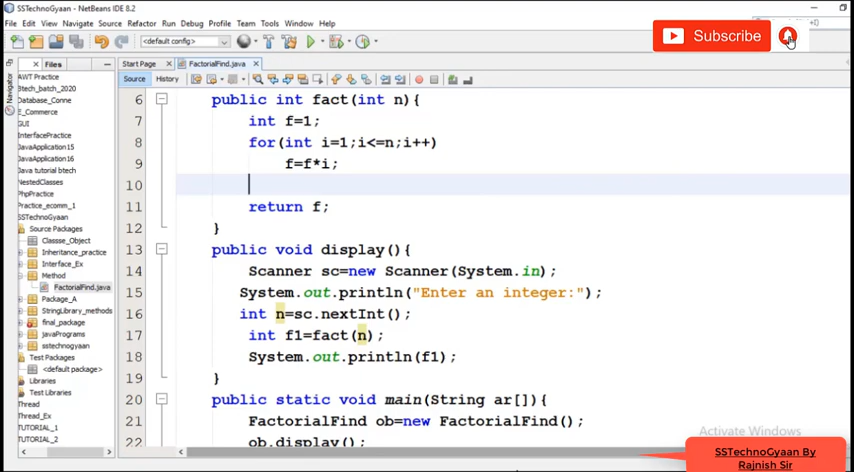 SSTechnoGyaan - NetBeans IDE 8.2
File Edit View Navigate Source Refactor Run Debug Profile Team Tools Window Help
Subscribe
<default config>
Files
Start Page
FactorialFind.java
Navigator
Source History
AWT Practice
Btech_batch_2020
Database_Conne
E_Commerce
GUI
InterfacePractice
JavaApplication15
JavaApplication16
Java tutorial btech
NestedClasses
PhpPractice
Practice_ecomm_1
SSTechnoGyaan
Source Packages
Classse_Object
Inheritance_practice
Interface_Ex
Method
FactorialFind.java
Package_A
StringLibrary_methods
final_package
javaPrograms
sstechnogyaan
Test Packages
<default package>
Libraries
Test Libraries
Thread
Thread_Ex
TUTORIAL_1
TUTORIAL_2
6 public int fact(int n){
7 int f=1;
8 for(int i=1;i<=n;i++)
9 f=f*i;
10
11 return f;
12 }
13 public void display(){
14 Scanner sc=new Scanner(System.in);
15 System.out.println("Enter an integer:");
16 int n=sc.nextInt();
17 int f1=fact(n);
18 System.out.println(f1);
19 }
20 public static void main(String ar[]){
21 FactorialFind ob=new FactorialFind();
22 ob.display();
Activate Windows
SSTechnoGyaan By
Rajnish Sir